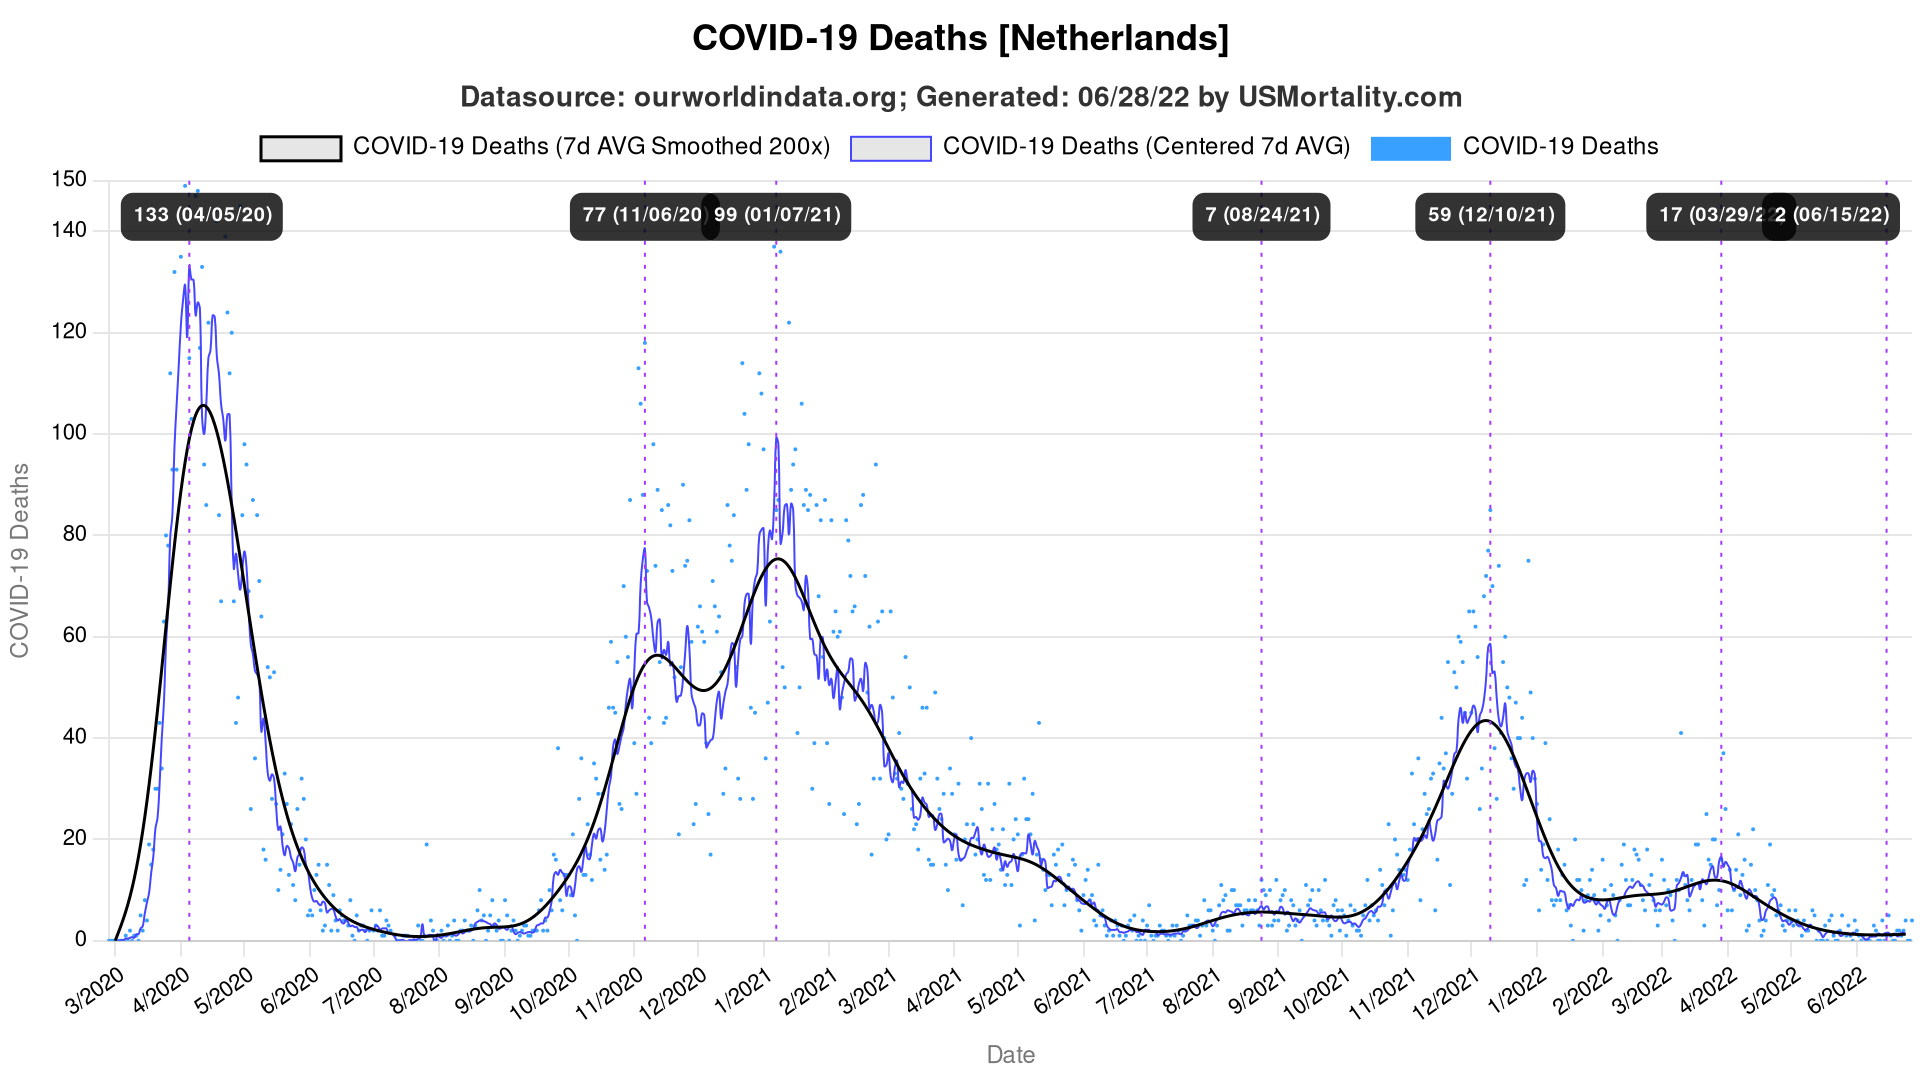 COVID-19 Deaths [Netherlands]
Datasource: ourworldindata.org; Generated: 06/28/22 by USMortality.com
COVID-19 Deaths (7d AVG Smoothed 200x) COVID-19 Deaths (Centered 7d AVG) COVID-19 Deaths
150
133 (04/05/20) 77 (11/06/20) 99 (01/07/21) 7 (08/24/21) 59 (12/10/21) 17 (03/29/22 2 (06/15/22)
140
120
100
80
60
40
20
0
COVID-19 Deaths
3/2020 4/2020 5/2020 6/2020 7/2020 8/2020 9/2020 10/2020 11/2020 12/2020 1/2021 2/2021 3/2021 4/2021 5/2021 6/2021 7/2021 8/2021 9/2021 10/2021 11/2021 12/2021 1/2022 2/2022 3/2022 4/2022 5/2022 6/2022
Date